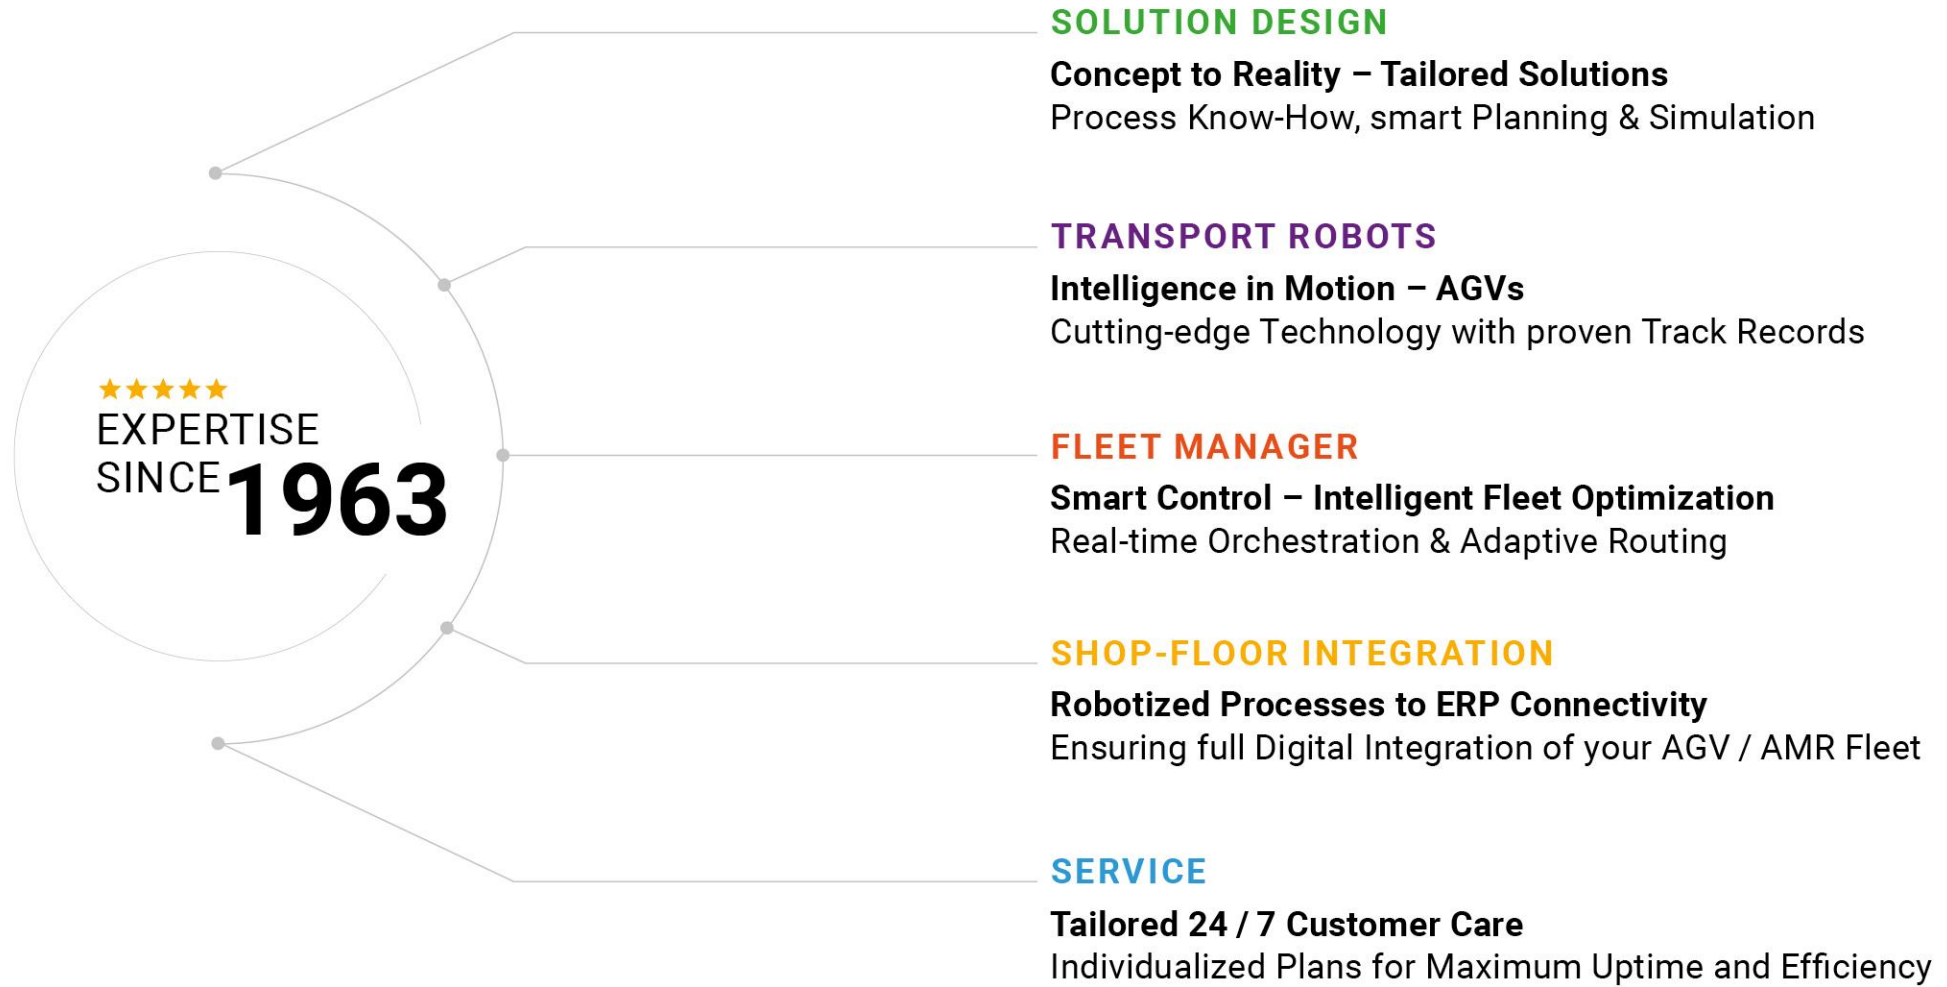 EXPERTISE
SINCE 1963
SOLUTION DESIGN
Concept to Reality – Tailored Solutions
Process Know-How, smart Planning & Simulation
TRANSPORT ROBOTS
Intelligence in Motion – AGVs
Cutting-edge Technology with proven Track Records
FLEET MANAGER
Smart Control – Intelligent Fleet Optimization
Real-time Orchestration & Adaptive Routing
SHOP-FLOOR INTEGRATION
Robotized Processes to ERP Connectivity
Ensuring full Digital Integration of your AGV / AMR Fleet
SERVICE
Tailored 24 / 7 Customer Care
Individualized Plans for Maximum Uptime and Efficiency